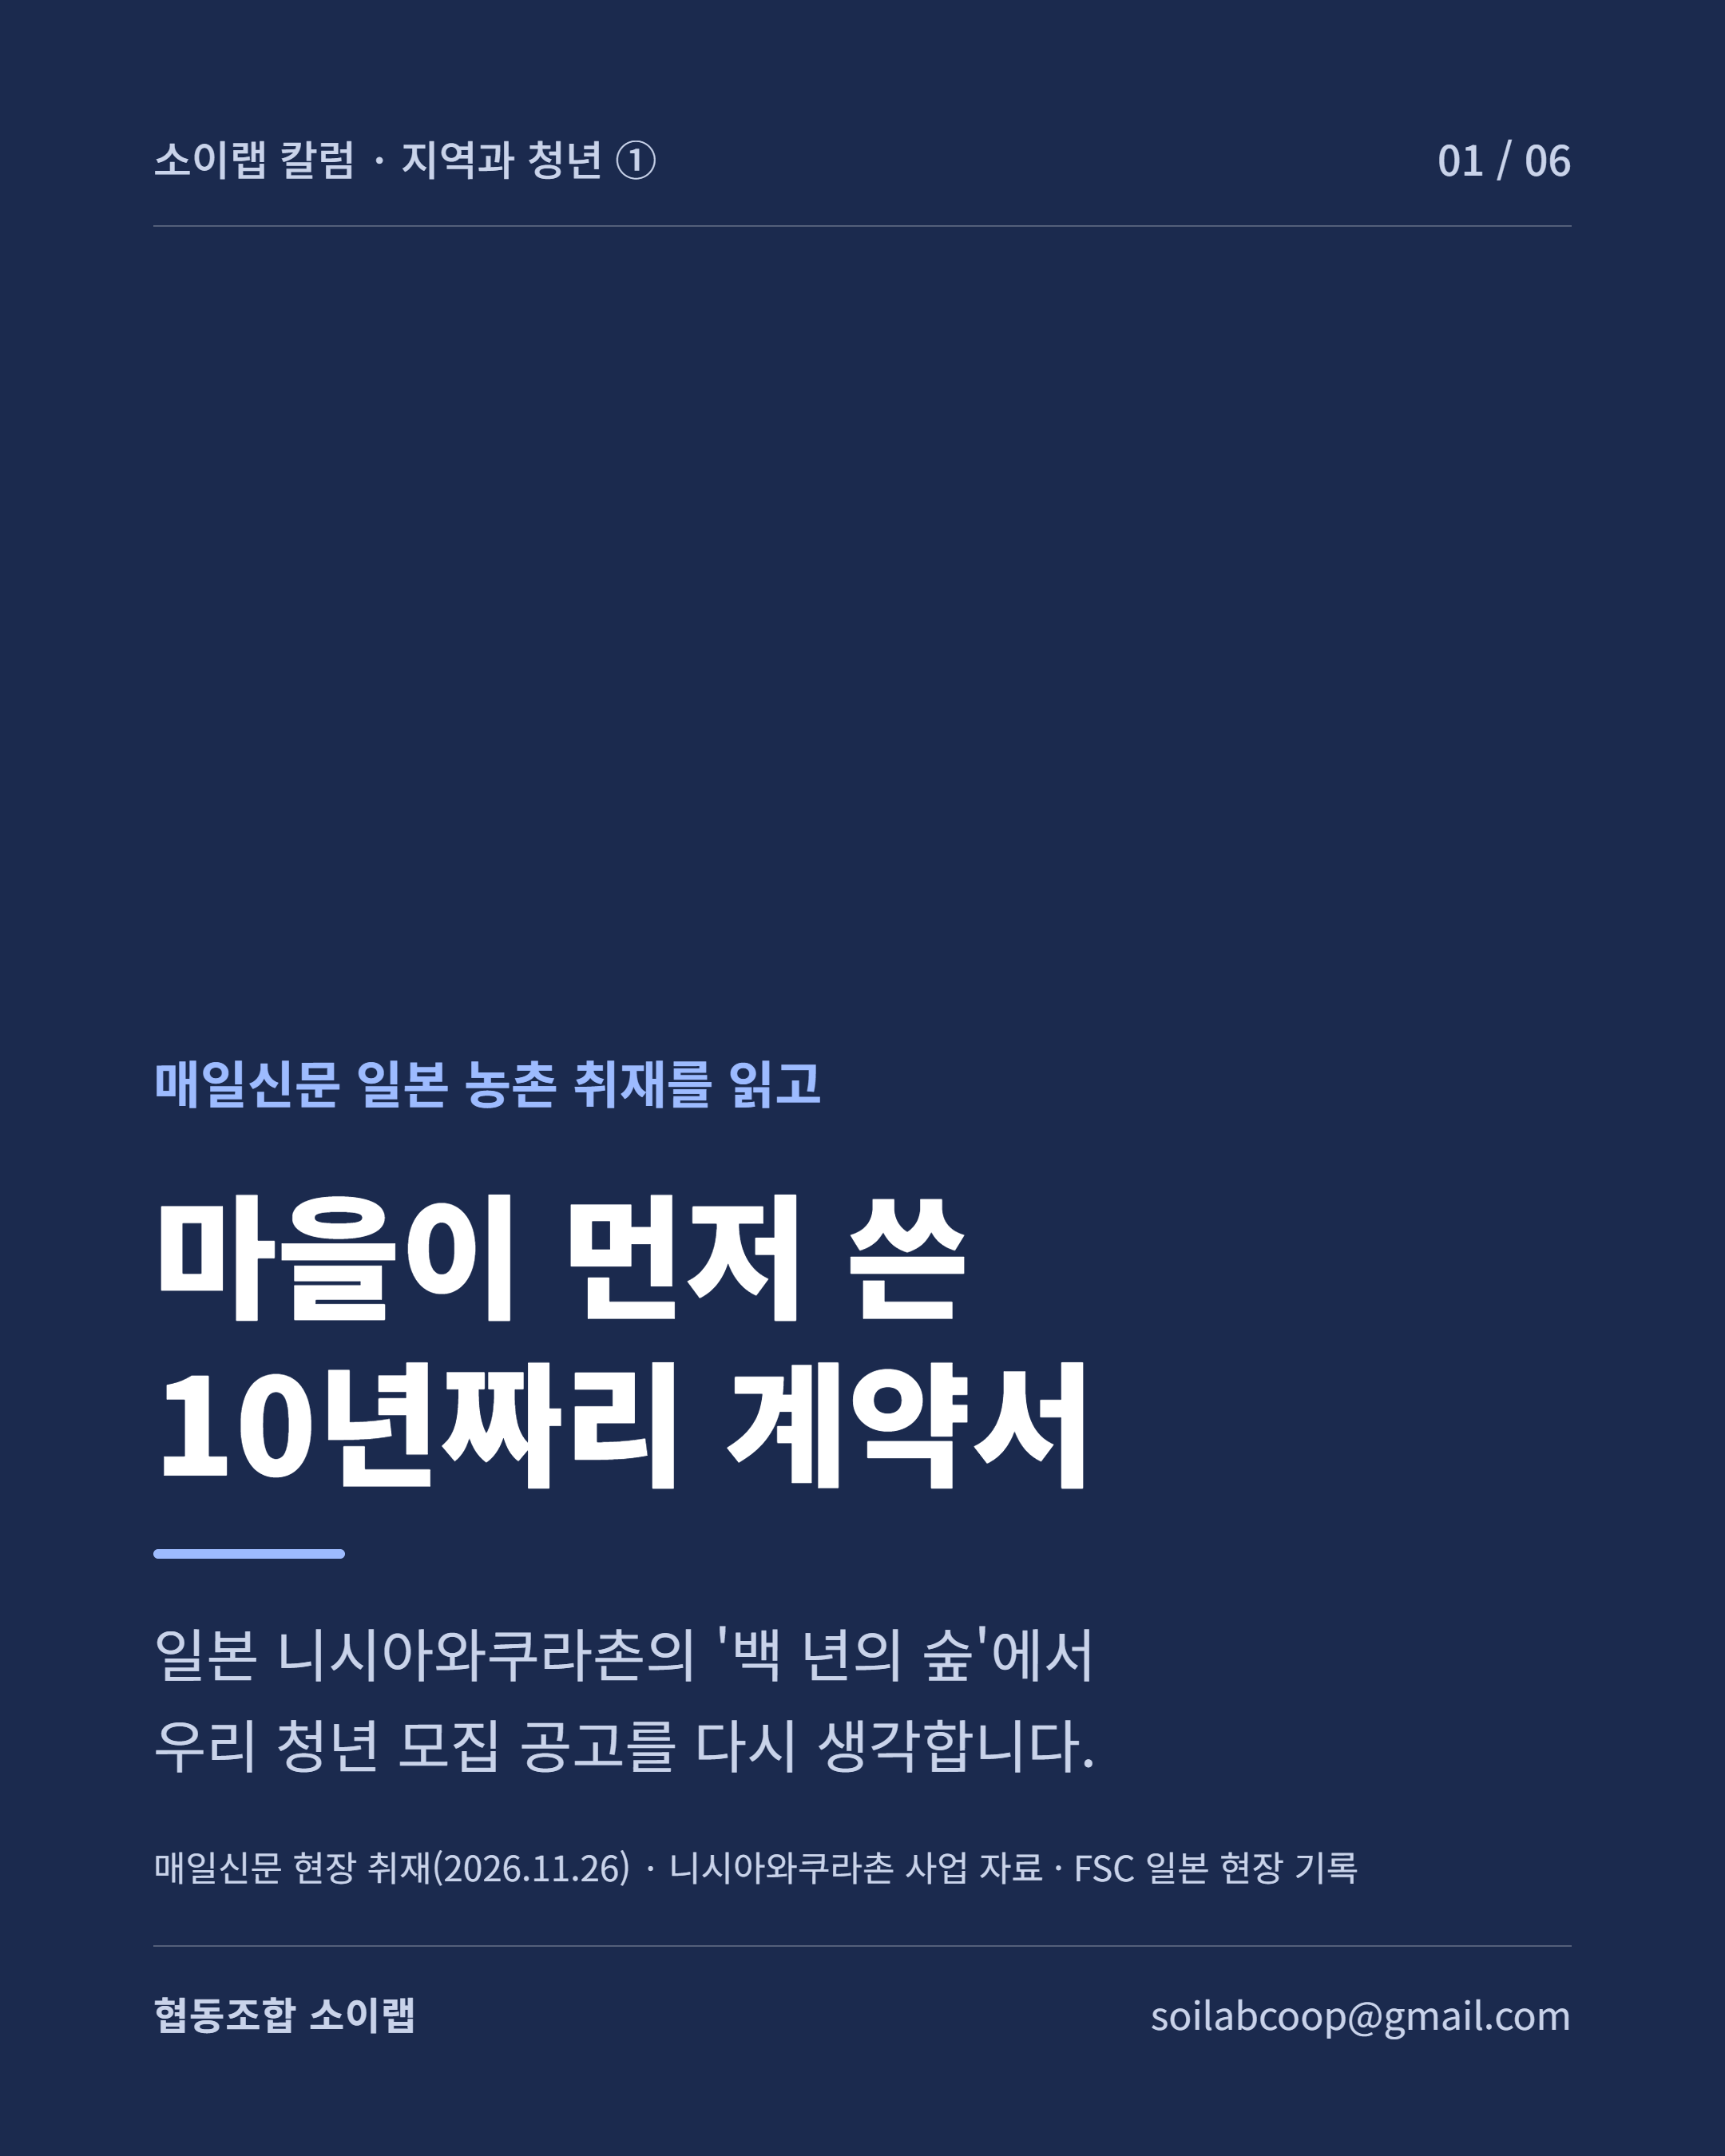 소이랩 칼럼 · 지역과 청년 ①
01 / 06
매일신문 일본 농촌 취재를 읽고
마을이 먼저 쓴
10년짜리 계약서
일본 니시아와쿠라촌의 '백 년의 숲'에서
우리 청년 모집 공고를 다시 생각합니다.
매일신문 현장 취재(2026.11.26) · 니시아와쿠라촌 사업 자료 · FSC 일본 현장 기록
협동조합 소이랩
soilabcoop@gmail.com